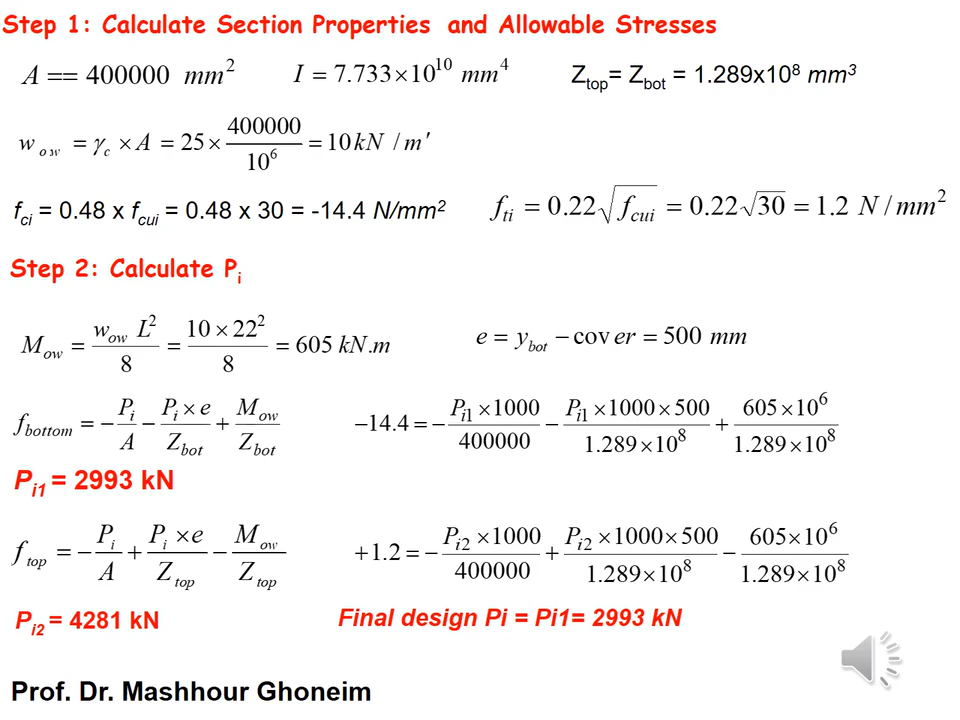 Step 1: Calculate Section Properties and Allowable Stresses
A == 400000 mm² I = 7.733×10¹⁰ mm⁴ Z_top= Z_bot = 1.289x10⁸ mm³
w_ow = γ_c × A = 25 × 400000/10⁶ = 10 kN / m'
f_ci = 0.48 x f_cui = 0.48 x 30 = -14.4 N/mm² f_ti = 0.22√f_cui = 0.22√30 = 1.2 N / mm²
Step 2: Calculate P_i
M_ow = w_ow L²/8 = 10 × 22²/8 = 605 kN.m e = y_bot − cov er = 500 mm
f_bottom = − P_i/A − P_i × e/Z_bot + M_ow/Z_bot −14.4 = − P_i1 × 1000/400000 − P_i1 × 1000 × 500/1.289 × 10⁸ + 605 × 10⁶/1.289 × 10⁸
P_i1 = 2993 kN
f_top = − P_i/A + P_i × e/Z_top − M_ow/Z_top +1.2 = − P_i2 × 1000/400000 + P_i2 × 1000 × 500/1.289 × 10⁸ − 605 × 10⁶/1.289 × 10⁸
P_i2 = 4281 kN Final design Pi = Pi1= 2993 kN
Prof. Dr. Mashhour Ghoneim